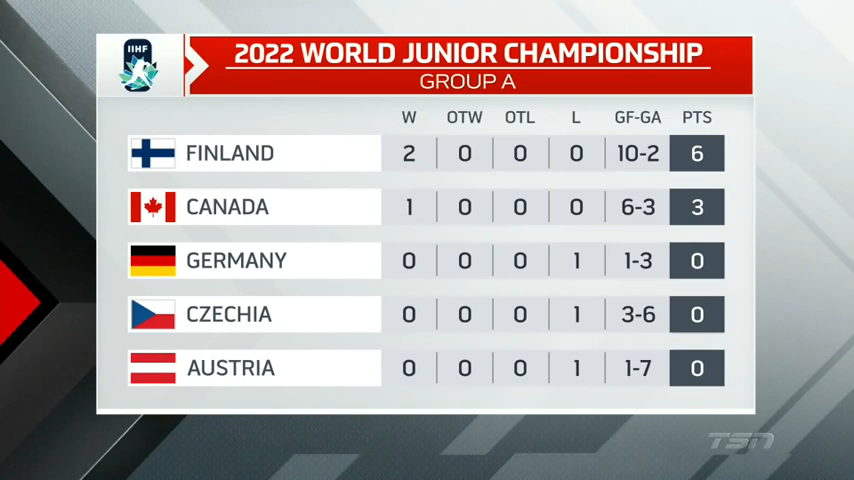 IIHF
2022 WORLD JUNIOR CHAMPIONSHIP
GROUP A
W OTW OTL L GF-GA PTS
FINLAND 2 0 0 0 10-2 6
CANADA 1 0 0 0 6-3 3
GERMANY 0 0 0 1 1-3 0
CZECHIA 0 0 0 1 3-6 0
AUSTRIA 0 0 0 1 1-7 0
TSN